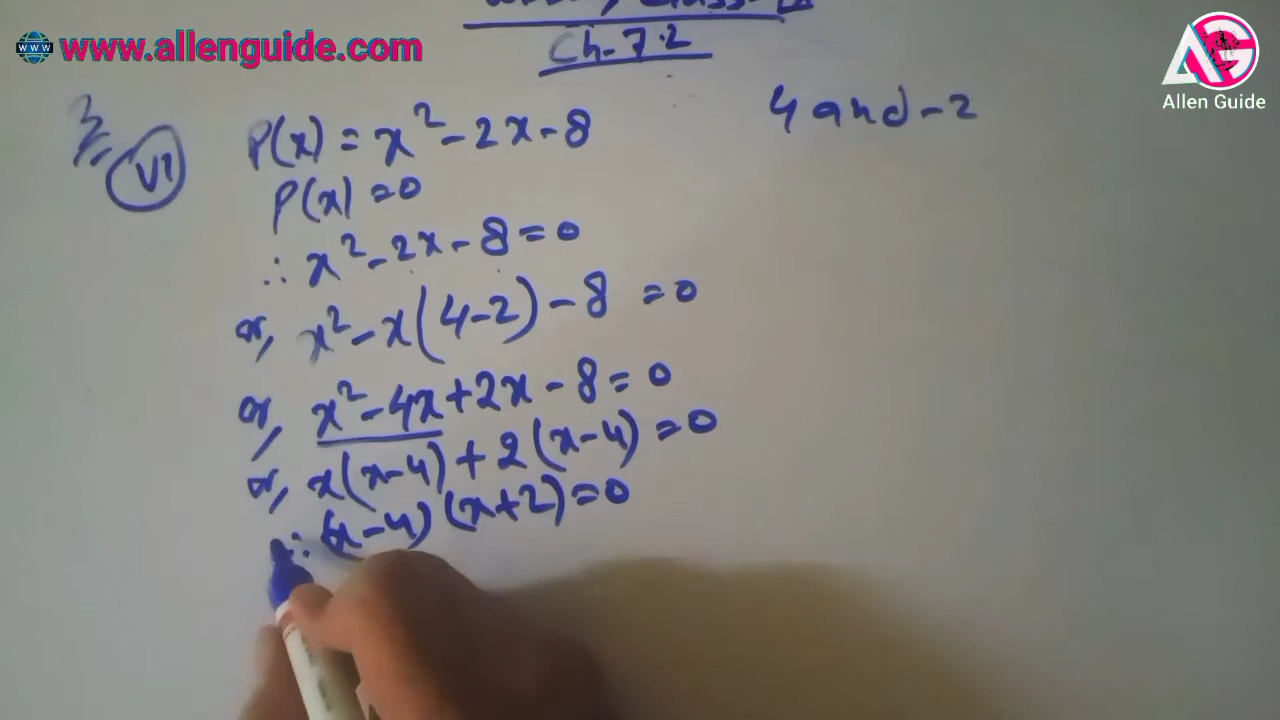 www.allenguide.com
Ch-7.2
Allen Guide
4 and -2
VI
P(x) = x² - 2x - 8
P(x) = 0
∴ x² - 2x - 8 = 0
or, x² - x(4-2) - 8 = 0
or, x² - 4x + 2x - 8 = 0
or, x(x-4) + 2(x-4) = 0
∴ (x-4)(x+2) = 0